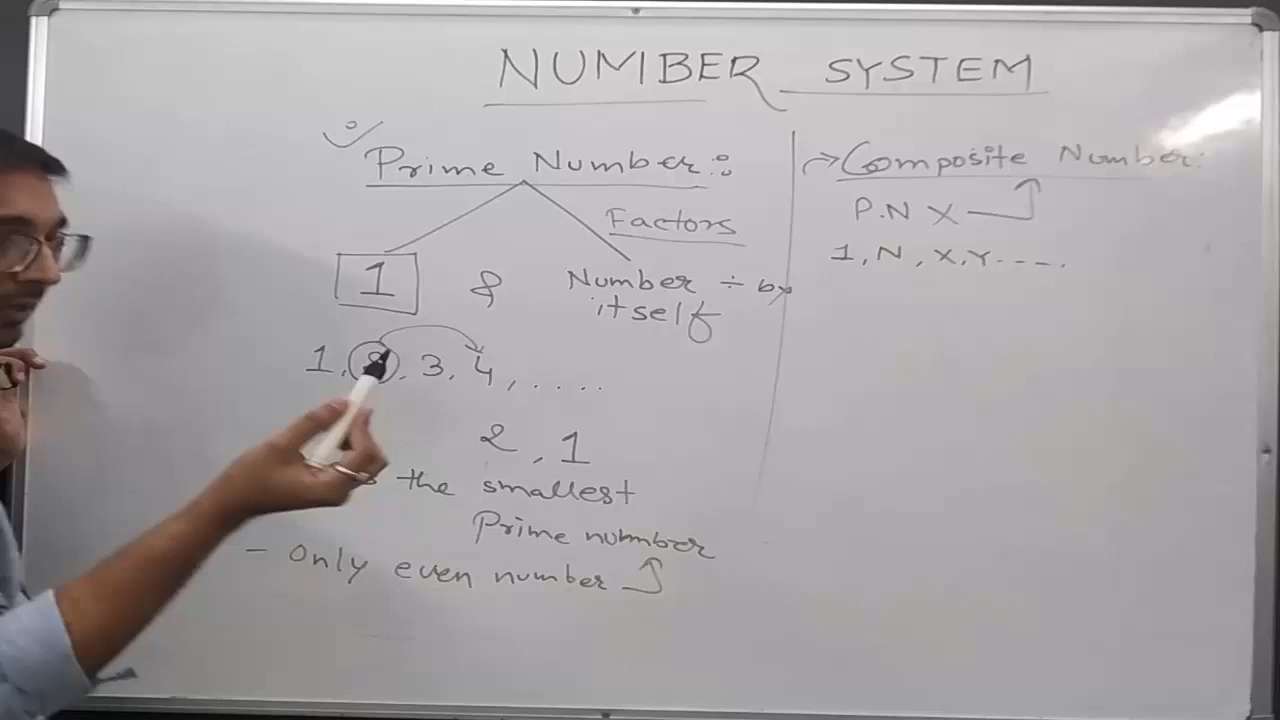 NUMBER SYSTEM
Prime Number:
Factors
1 & Number ÷ by
itself
1, 2, 3, 4, ....
2, 1
the smallest
Prime number
- Only even number
→ Composite Number:
P.N X
1, N, X, Y ----.